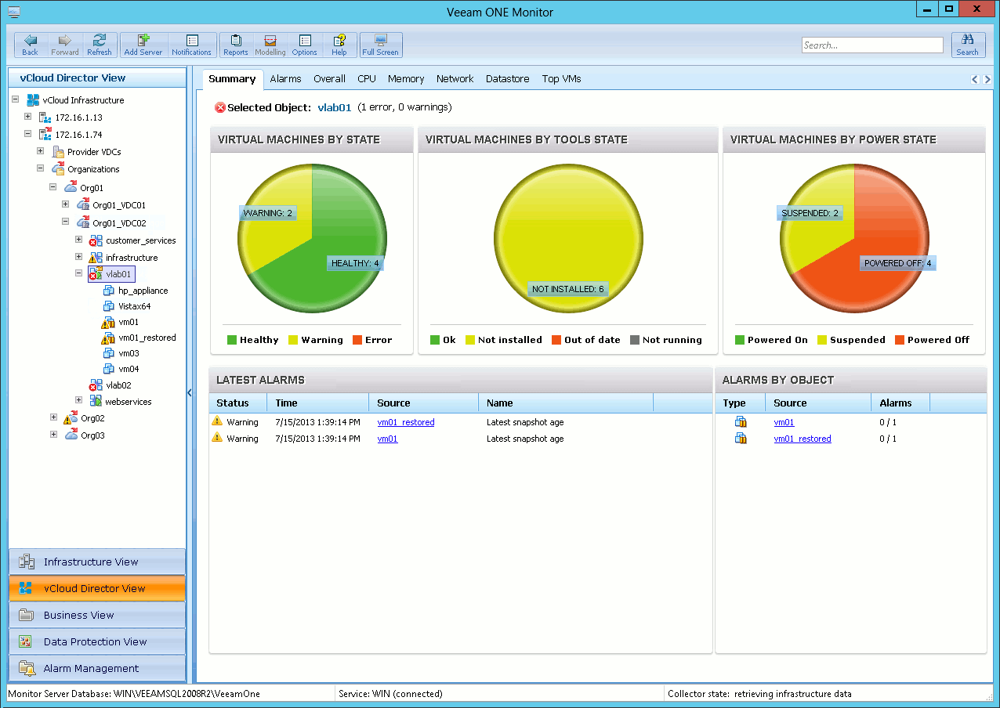 Veeam ONE Monitor
Back Forward Refresh Add Server Notifications Reports Modelling Options Help Full Screen Search... Search
vCloud Director View
Summary Alarms Overall CPU Memory Network Datastore Top VMs
vCloud Infrastructure
172.16.1.13
172.16.1.74
Provider VDCs
Organizations
Org01
Org01_VDC01
Org01_VDC02
customer_services
infrastructure
vlab01
hp_appliance
Vistax64
vm01
vm01_restored
vm03
vm04
vlab02
webservices
Org02
Org03
Infrastructure View
vCloud Director View
Business View
Data Protection View
Alarm Management
Selected Object: vlab01 (1 error, 0 warnings)
VIRTUAL MACHINES BY STATE
WARNING: 2
HEALTHY: 4
Healthy Warning Error
VIRTUAL MACHINES BY TOOLS STATE
NOT INSTALLED: 6
Ok Not installed Out of date Not running
VIRTUAL MACHINES BY POWER STATE
SUSPENDED: 2
POWERED OFF: 4
Powered On Suspended Powered Off
LATEST ALARMS
Status Time Source Name
Warning 7/15/2013 1:39:14 PM vm01_restored Latest snapshot age
Warning 7/15/2013 1:39:14 PM vm01 Latest snapshot age
ALARMS BY OBJECT
Type Source Alarms
vm01 0 / 1
vm01_restored 0 / 1
Monitor Server Database: WIN\VEEAMSQL2008R2\VeeamOne Service: WIN (connected) Collector state: retrieving infrastructure data